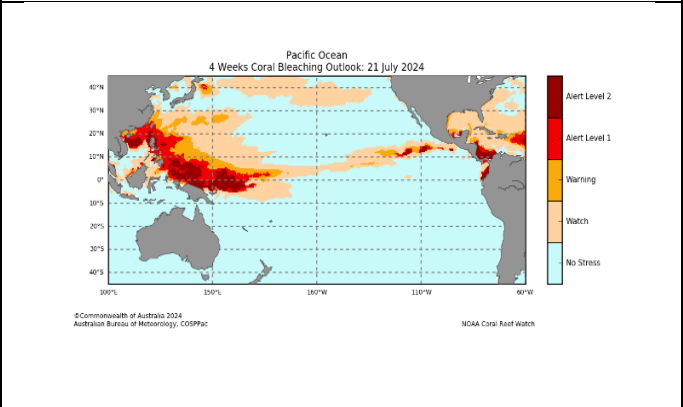 Pacific Ocean
4 Weeks Coral Bleaching Outlook: 21 July 2024
40°N
30°N
20°N
10°N
0°
10°S
20°S
30°S
40°S
100°E
150°E
160°W
110°W
60°W
Alert Level 2
Alert Level 1
Warning
Watch
No Stress
©Commonwealth of Australia 2024
Australian Bureau of Meteorology, COSPPac
NOAA Coral Reef Watch